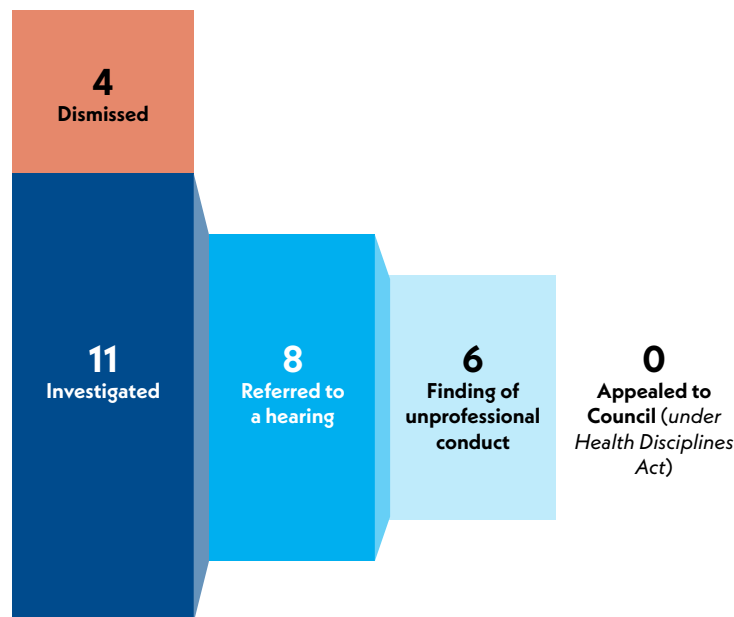 4
Dismissed
11
Investigated
8
Referred to
a hearing
6
Finding of
unprofessional
conduct
0
Appealed to
Council (under
Health Disciplines
Act)